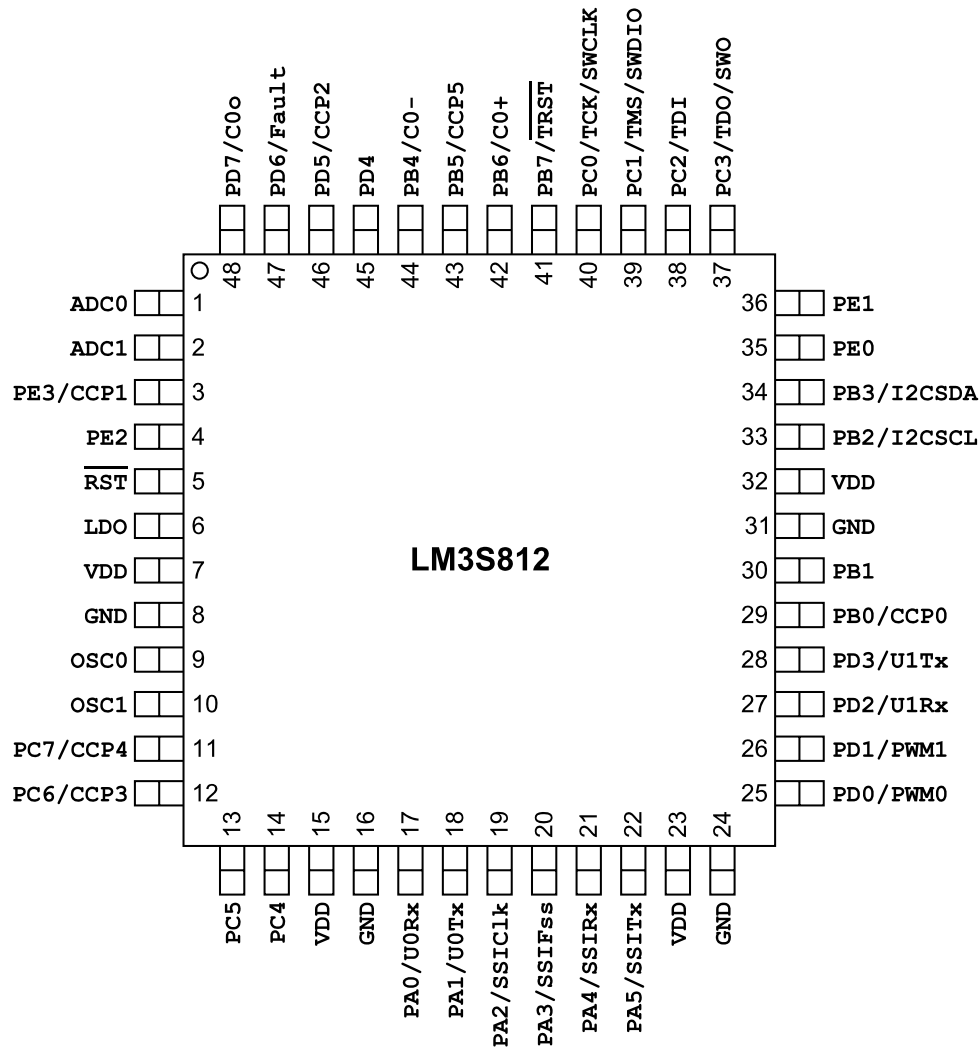 PD7/C0o
PD6/Fault
PD5/CCP2
PD4
PB4/C0-
PB5/CCP5
PB6/C0+
PB7/TRST
PC0/TCK/SWCLK
PC1/TMS/SWDIO
PC2/TDI
PC3/TDO/SWO
48
47
46
45
44
43
42
41
40
39
38
37
ADC0 1
ADC1 2
PE3/CCP1 3
PE2 4
RST 5
LDO 6
VDD 7
GND 8
OSC0 9
OSC1 10
PC7/CCP4 11
PC6/CCP3 12
LM3S812
36 PE1
35 PE0
34 PB3/I2CSDA
33 PB2/I2CSCL
32 VDD
31 GND
30 PB1
29 PB0/CCP0
28 PD3/U1Tx
27 PD2/U1Rx
26 PD1/PWM1
25 PD0/PWM0
13
14
15
16
17
18
19
20
21
22
23
24
PC5
PC4
VDD
GND
PA0/U0Rx
PA1/U0Tx
PA2/SSIClk
PA3/SSIFss
PA4/SSIRx
PA5/SSITx
VDD
GND